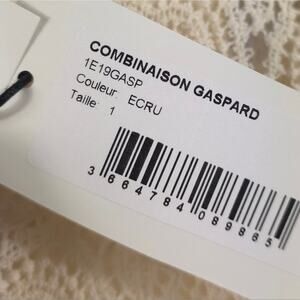 COMBINAISON GASPARD
1E19GASP
Couleur: ECRU
Taille: 1
3 664784 089865